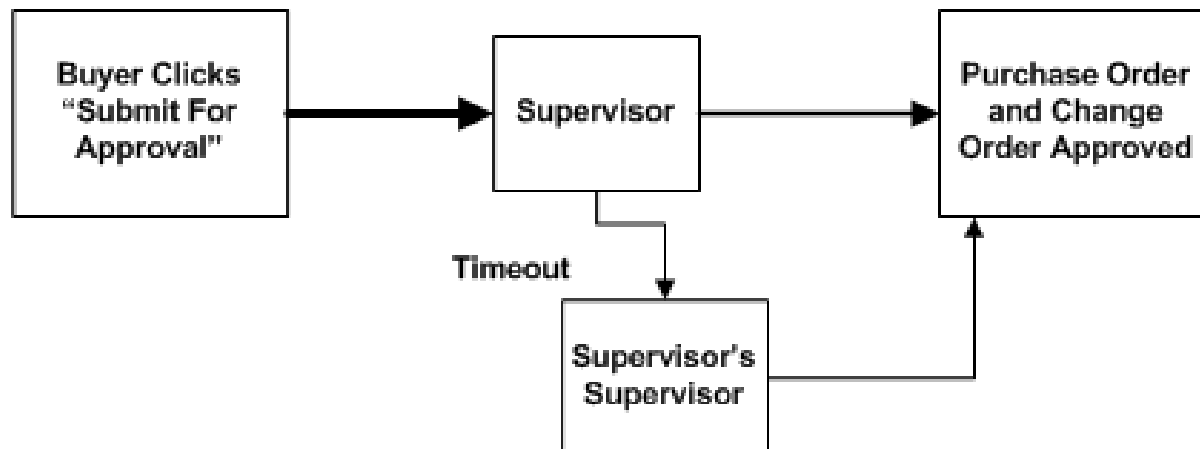 Buyer Clicks
“Submit For
Approval”
Supervisor
Purchase Order
and Change
Order Approved
Timeout
Supervisor's
Supervisor